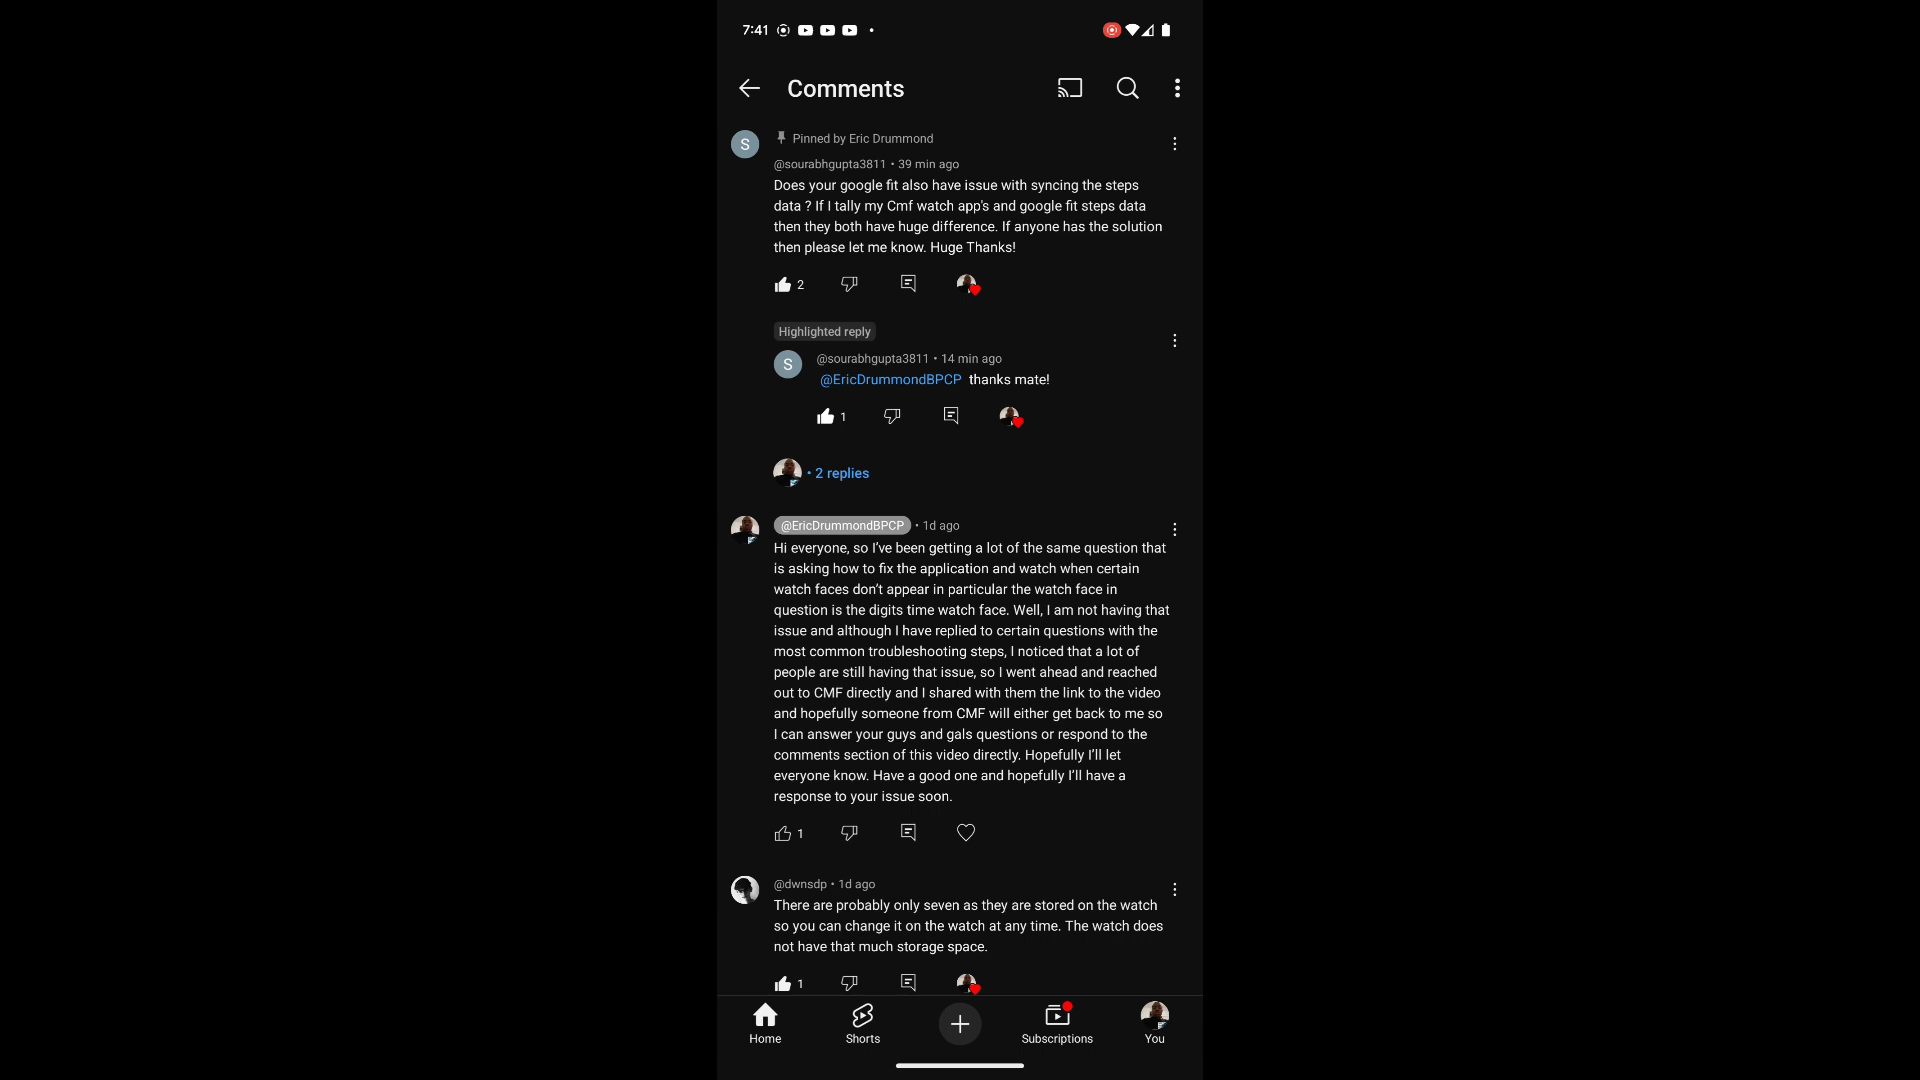 7:41
Comments
Pinned by Eric Drummond
S
@sourabhgupta3811 • 39 min ago
Does your google fit also have issue with syncing the steps
data ? If I tally my Cmf watch app's and google fit steps data
then they both have huge difference. If anyone has the solution
then please let me know. Huge Thanks!
2
Highlighted reply
S
@sourabhgupta3811 • 14 min ago
@EricDrummondBPCP thanks mate!
1
• 2 replies
@EricDrummondBPCP • 1d ago
Hi everyone, so I’ve been getting a lot of the same question that
is asking how to fix the application and watch when certain
watch faces don’t appear in particular the watch face in
question is the digits time watch face. Well, I am not having that
issue and although I have replied to certain questions with the
most common troubleshooting steps, I noticed that a lot of
people are still having that issue, so I went ahead and reached
out to CMF directly and I shared with them the link to the video
and hopefully someone from CMF will either get back to me so
I can answer your guys and gals questions or respond to the
comments section of this video directly. Hopefully I’ll let
everyone know. Have a good one and hopefully I’ll have a
response to your issue soon.
1
@dwnsdp • 1d ago
There are probably only seven as they are stored on the watch
so you can change it on the watch at any time. The watch does
not have that much storage space.
1
Home Shorts Subscriptions You